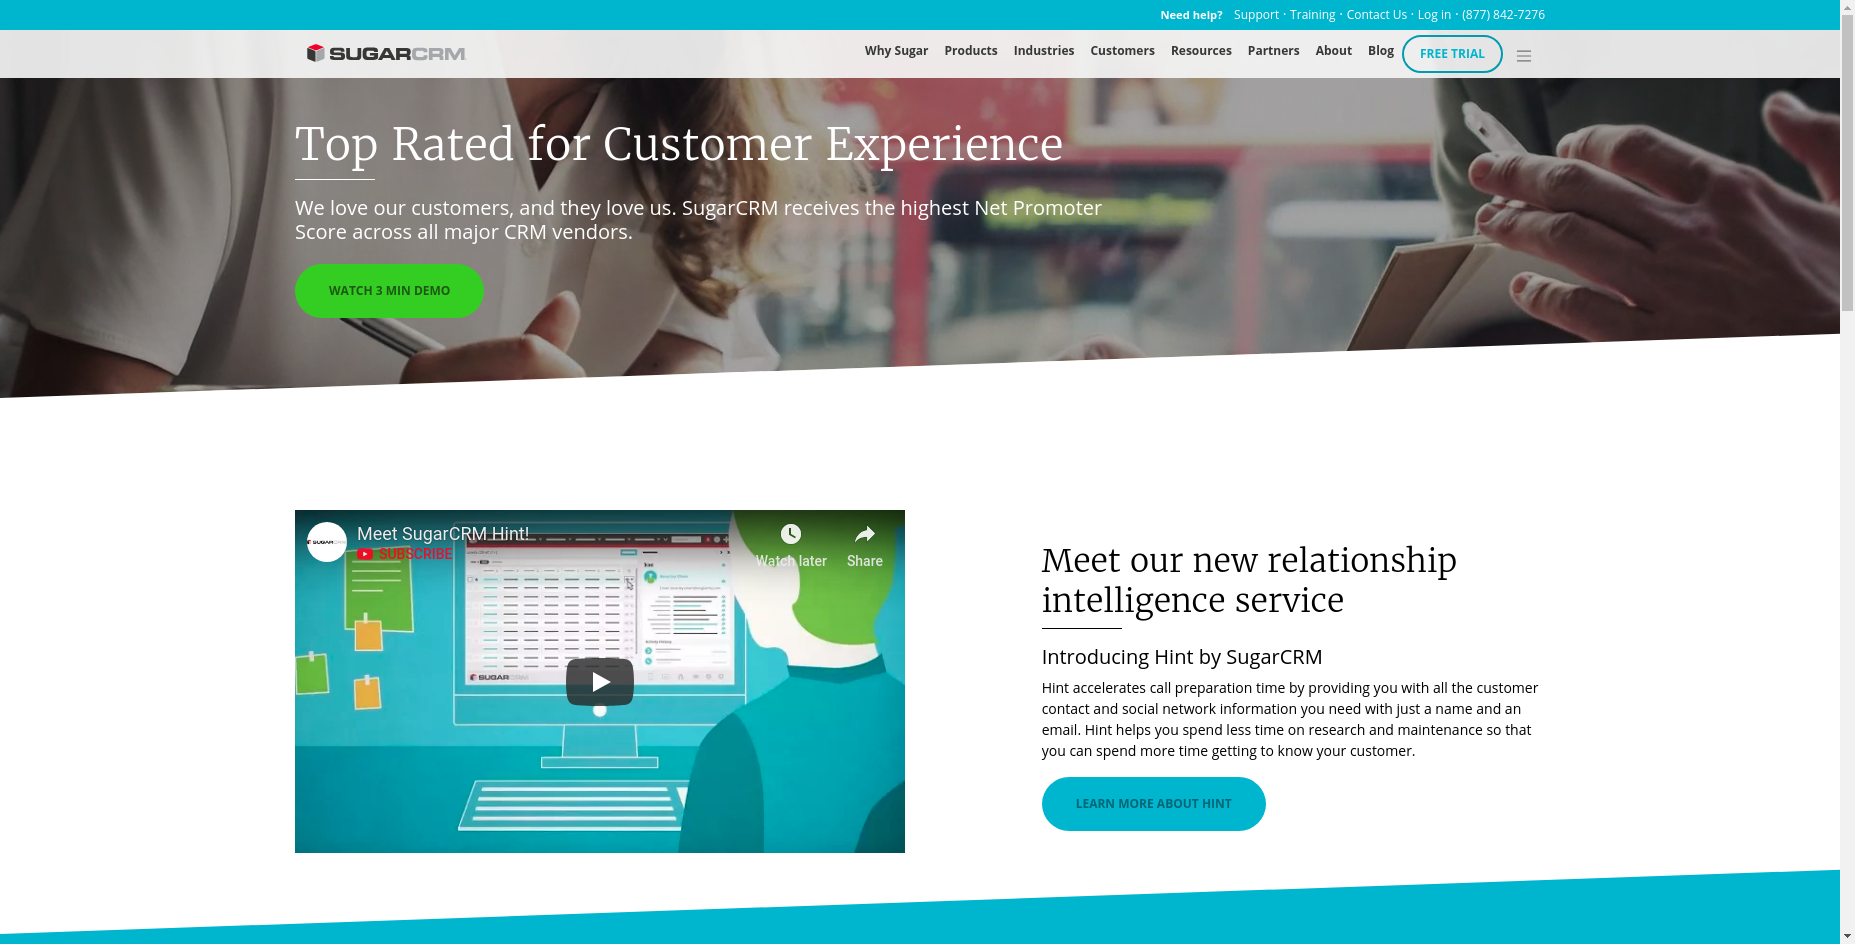 Need help? Support · Training · Contact Us · Log in · (877) 842-7276
SUGARCRM
Why Sugar Products Industries Customers Resources Partners About Blog FREE TRIAL
Top Rated for Customer Experience
We love our customers, and they love us. SugarCRM receives the highest Net Promoter
Score across all major CRM vendors.
WATCH 3 MIN DEMO
Meet SugarCRM Hint!
SUBSCRIBE
Watch later
Share
SUGARCRM
SUGARCRM
Meet our new relationship
intelligence service
Introducing Hint by SugarCRM
Hint accelerates call preparation time by providing you with all the customer
contact and social network information you need with just a name and an
email. Hint helps you spend less time on research and maintenance so that
you can spend more time getting to know your customer.
LEARN MORE ABOUT HINT